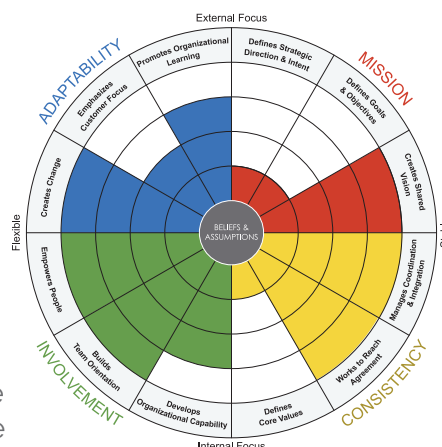 External Focus
Promotes Organizational
Learning
Defines Strategic
Direction & Intent
ADAPTABILITY
MISSION
Emphasizes
Customer Focus
Defines Goals
& Objectives
Creates Change
Creates Shared
Vision
Flexible
BELIEFS &
ASSUMPTIONS
Empowers People
Manages Coordination
& Integration
Builds
Team Orientation
Works to Reach
Agreement
Develops
Organizational Capability
Defines
Core Values
INVOLVEMENT
CONSISTENCY
Internal Focus